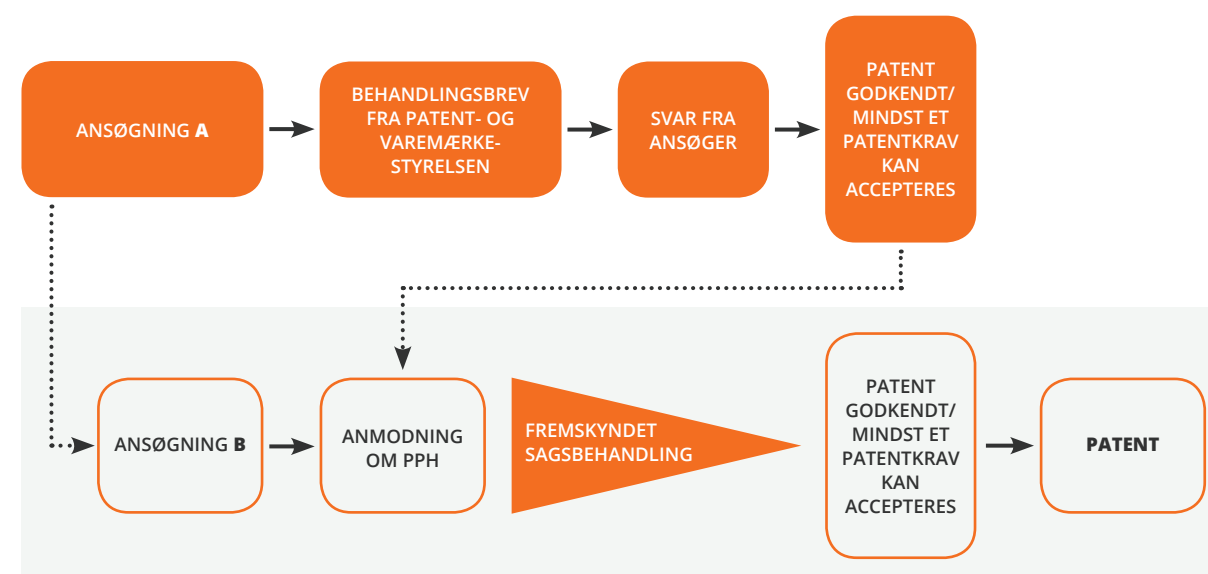 ANSØGNING A
BEHANDLINGSBREV
FRA PATENT- OG
VAREMÆRKE-
STYRELSEN
SVAR FRA
ANSØGER
PATENT
GODKENDT/
MINDST ET
PATENTKRAV
KAN
ACCEPTERES
ANSØGNING B
ANMODNING
OM PPH
FREMSKYNDET
SAGSBEHANDLING
PATENT
GODKENDT/
MINDST ET
PATENTKRAV
KAN
ACCEPTERES
PATENT